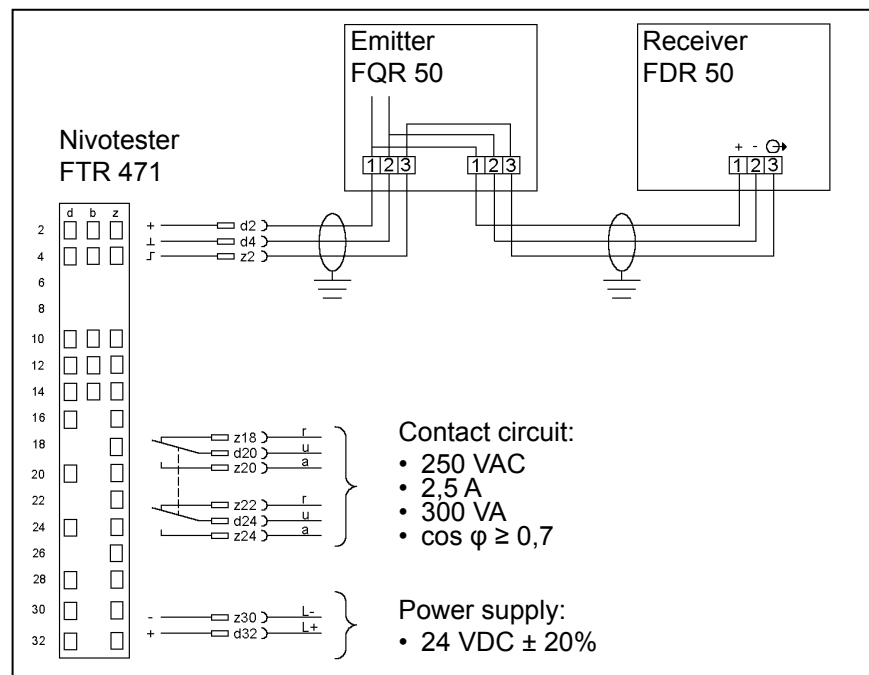 Emitter
FQR 50
Receiver
FDR 50
Nivotester
FTR 471
+ -
1 2 3
1 2 3
1 2 3
d b z
2
4
6
8
10
12
14
16
18
20
22
24
26
28
30
32
+ d2
⊥ d4
z2
z18 r
d20 u
z20 a
z22 r
d24 u
z24 a
Contact circuit:
• 250 VAC
• 2,5 A
• 300 VA
• cos φ ≥ 0,7
- z30 L-
+ d32 L+
Power supply:
• 24 VDC ± 20%